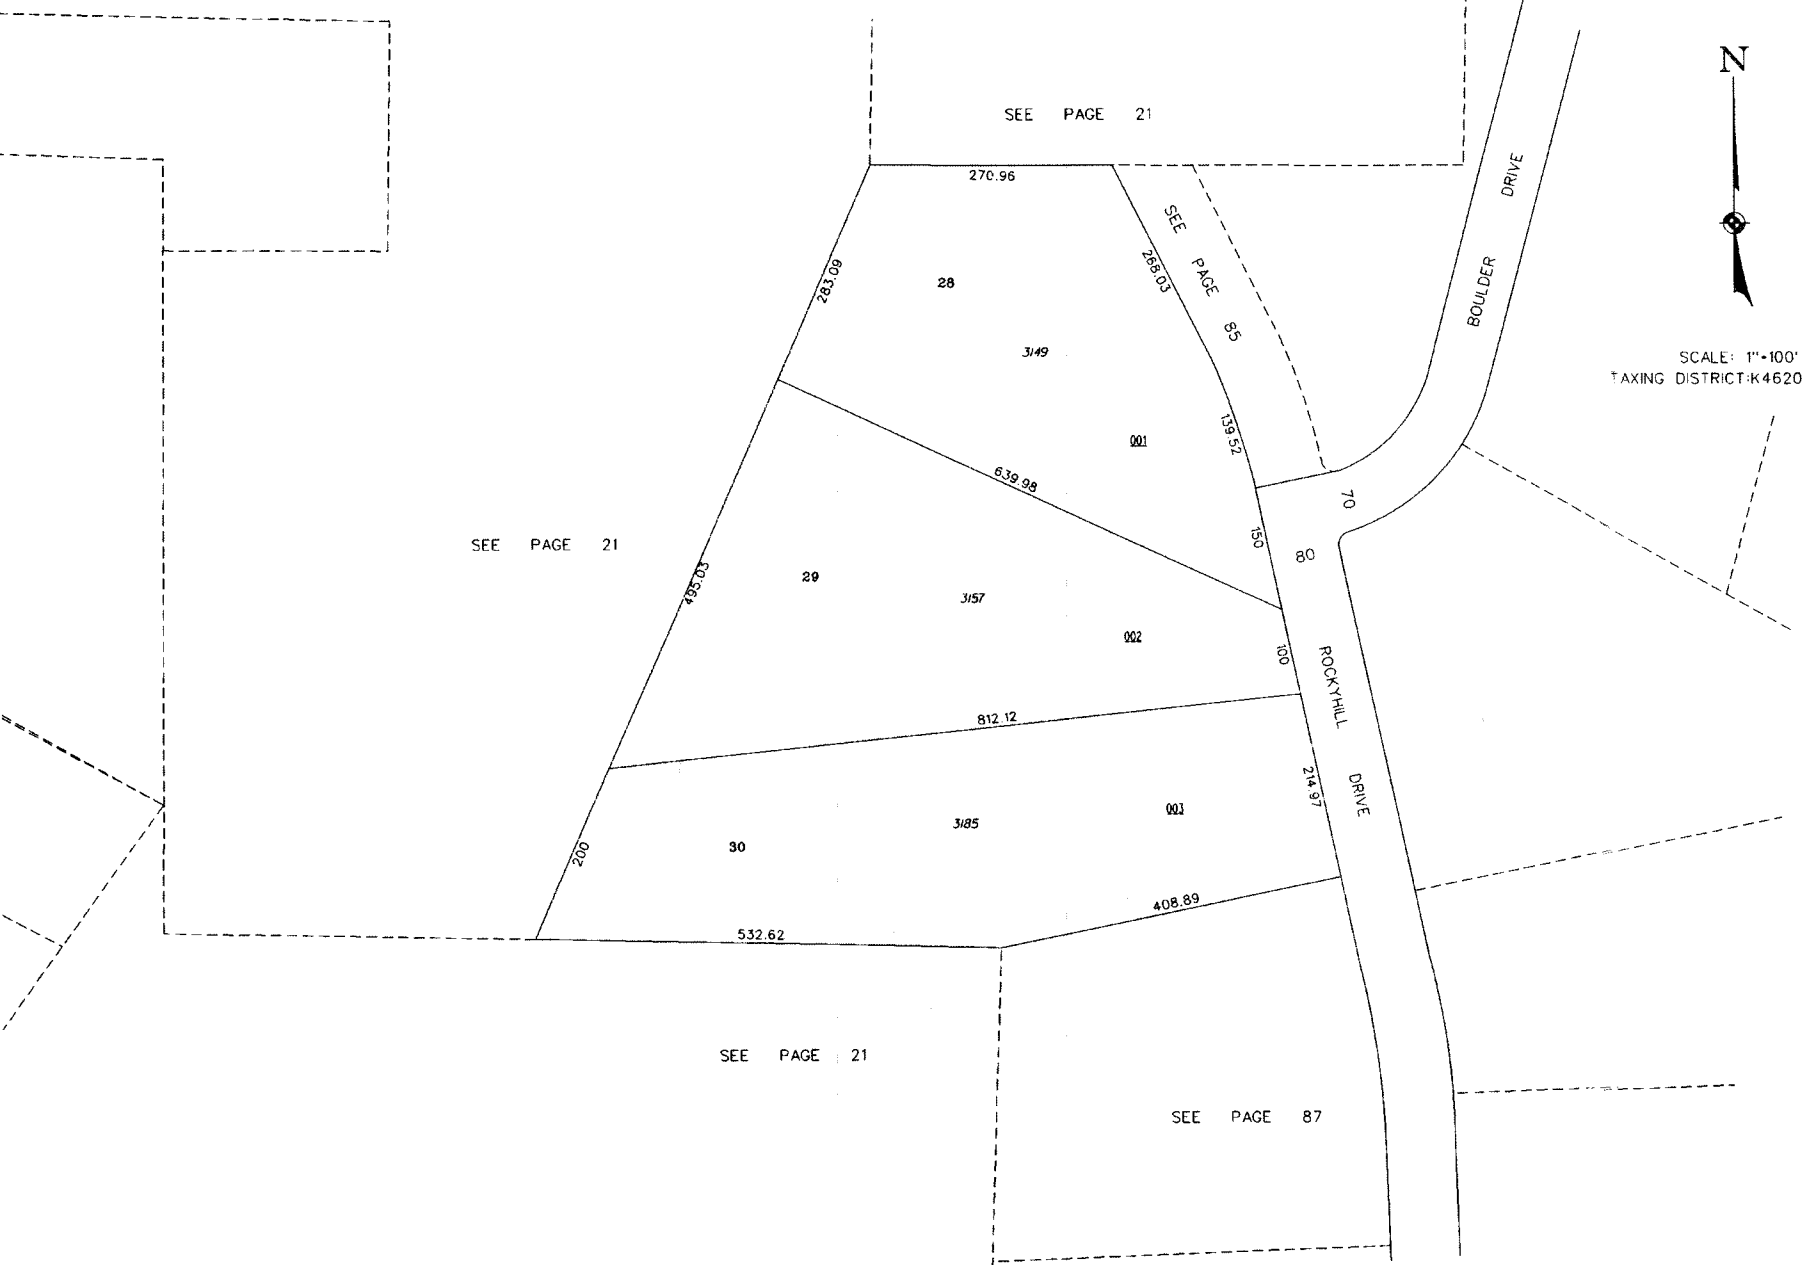 N
SEE PAGE 21
270.96
DRIVE
SEE PAGE 85
268.03
283.09
28
BOULDER
3149
SCALE: 1"=100'
TAXING DISTRICT:K4620
139.52
001
639.98
70
150
80
SEE PAGE 21
495.03
29
3157
002
100
ROCKYHILL
812.12
214.97
DRIVE
003
3185
30
200
408.89
532.62
SEE PAGE 21
SEE PAGE 87